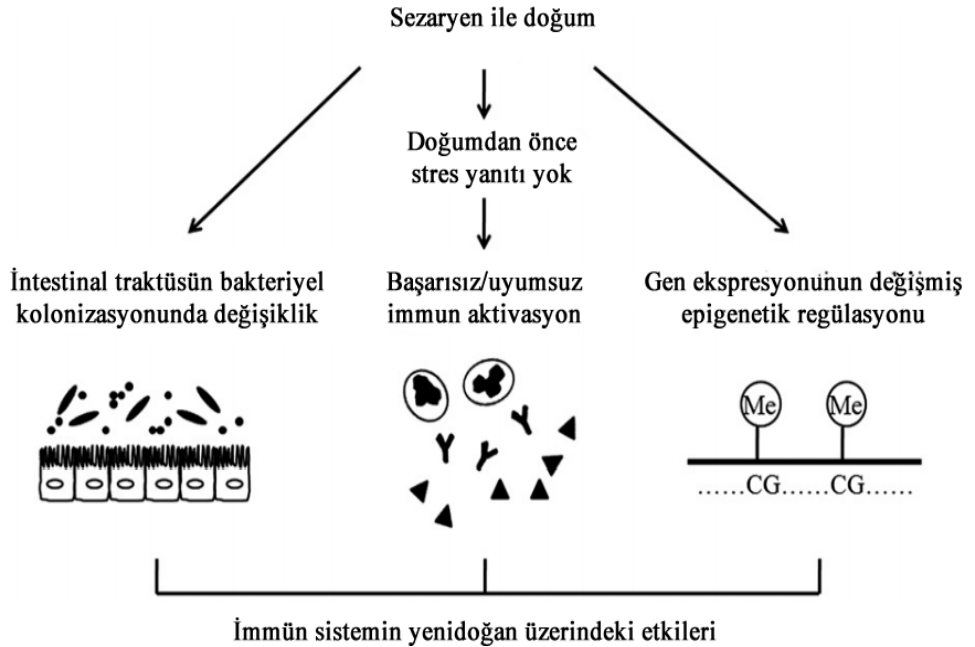 Sezaryen ile doğum
Doğumdan önce
stres yanıtı yok
İntestinal traktüsün bakteriyel
kolonizasyonunda değişiklik
Başarısız/uyumsuz
immun aktivasyon
Gen ekspresyonunun değişmiş
epigenetik regülasyonu
Me Me
......CG......CG......
İmmün sistemin yenidoğan üzerindeki etkileri